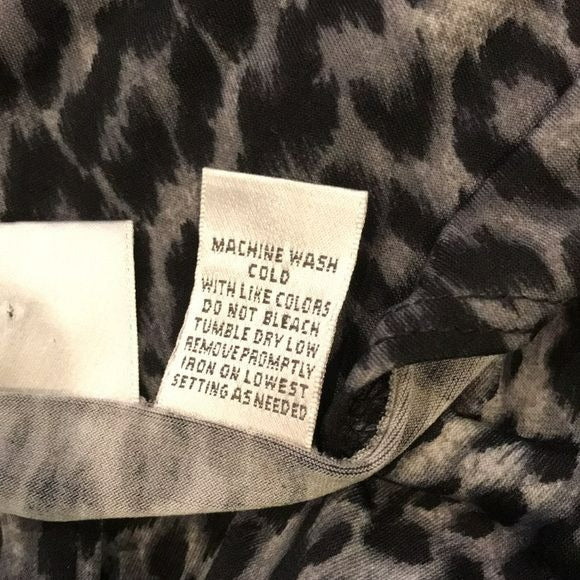 MACHINE WASH
COLD
WITH LIKE COLORS
DO NOT BLEACH
TUMBLE DRY LOW
REMOVE PROMPTLY
IRON ON LOWEST
SETTING AS NEEDED